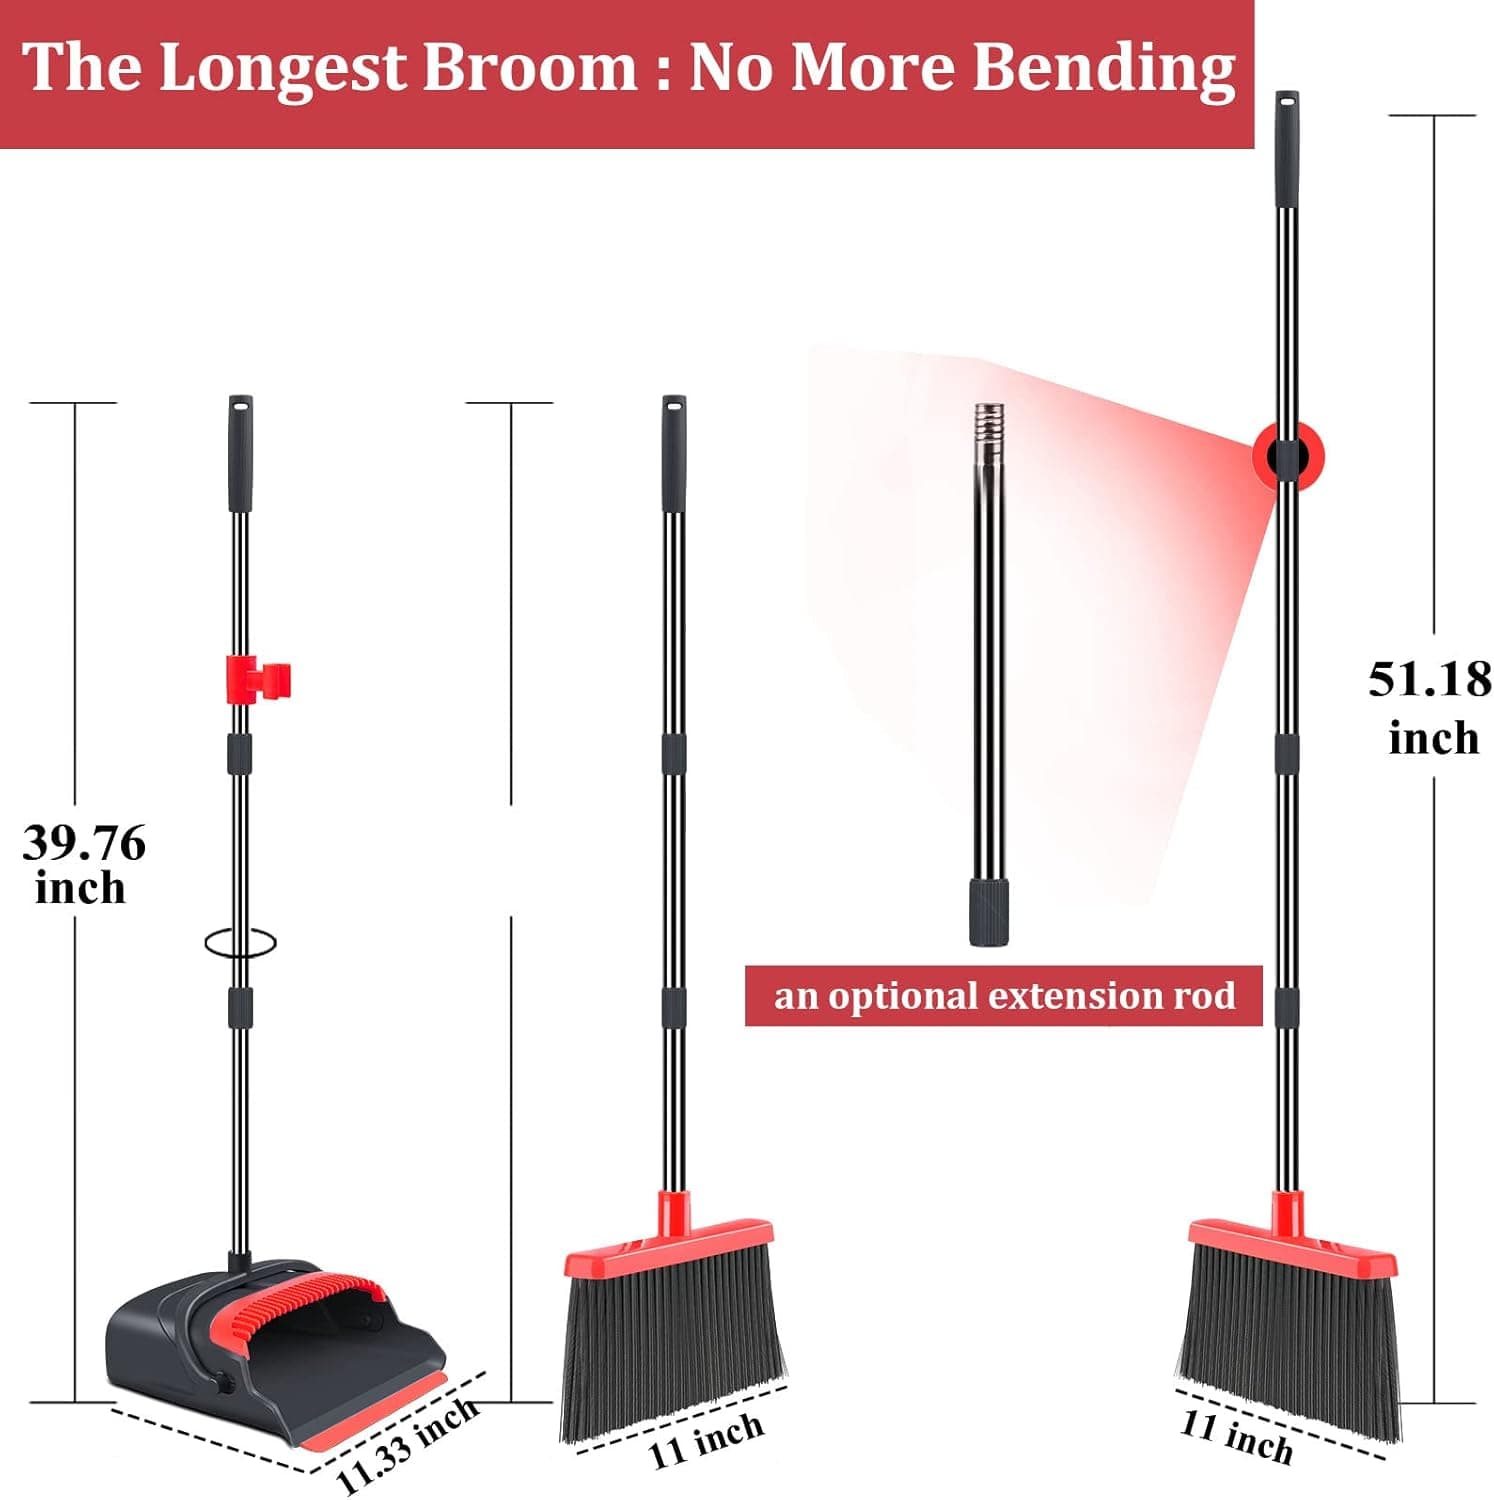 The Longest Broom : No More Bending
51.18
inch
39.76
inch
an optional extension rod
11.33 inch
11 inch
11 inch